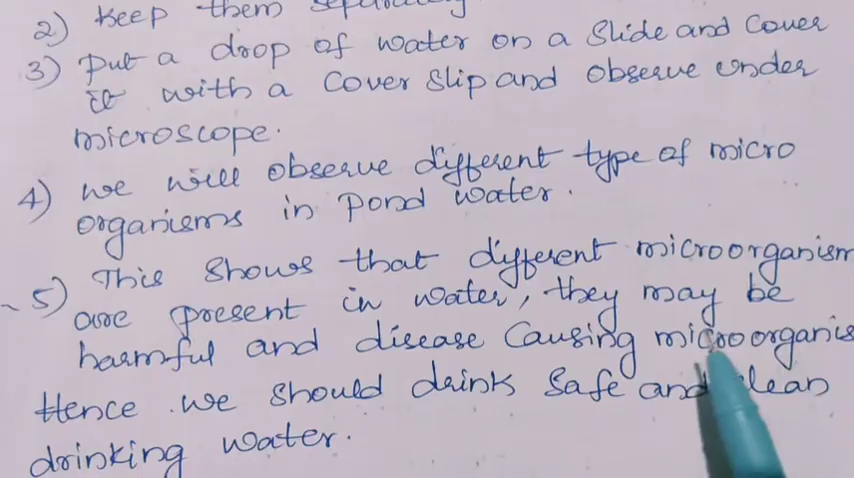 2) Keep them separately
3) Put a drop of water on a slide and cover
it with a cover slip and observe under
microscope.
4) we will observe different type of micro
organisms in pond water.
5) This shows that different microorganism
are present in water, they may be
harmful and disease causing microorganis
Hence we should drink safe and clean
drinking water.